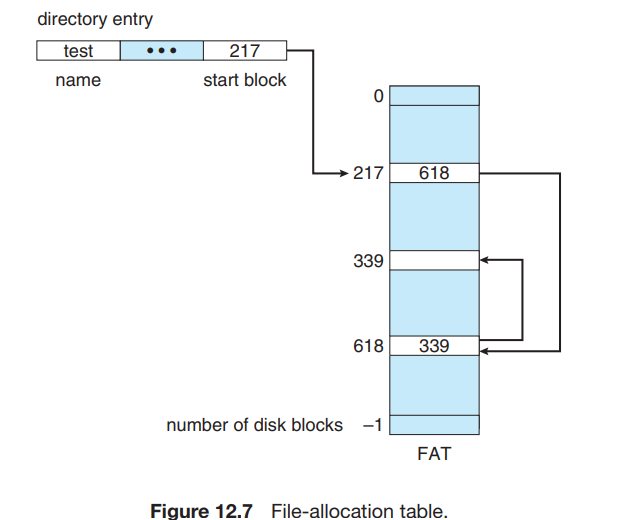 directory entry
test ••• 217
name start block
0
217 618
339
618 339
number of disk blocks –1
FAT
Figure 12.7 File-allocation table.